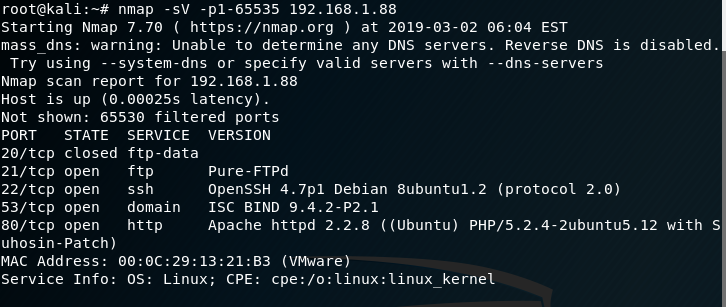 root@kali:~# nmap -sV -p1-65535 192.168.1.88
Starting Nmap 7.70 ( https://nmap.org ) at 2019-03-02 06:04 EST
mass_dns: warning: Unable to determine any DNS servers. Reverse DNS is disabled.
 Try using --system-dns or specify valid servers with --dns-servers
Nmap scan report for 192.168.1.88
Host is up (0.00025s latency).
Not shown: 65530 filtered ports
PORT   STATE  SERVICE  VERSION
20/tcp closed ftp-data
21/tcp open   ftp      Pure-FTPd
22/tcp open   ssh      OpenSSH 4.7p1 Debian 8ubuntu1.2 (protocol 2.0)
53/tcp open   domain   ISC BIND 9.4.2-P2.1
80/tcp open   http     Apache httpd 2.2.8 ((Ubuntu) PHP/5.2.4-2ubuntu5.12 with S
uhosin-Patch)
MAC Address: 00:0C:29:13:21:B3 (VMware)
Service Info: OS: Linux; CPE: cpe:/o:linux:linux_kernel